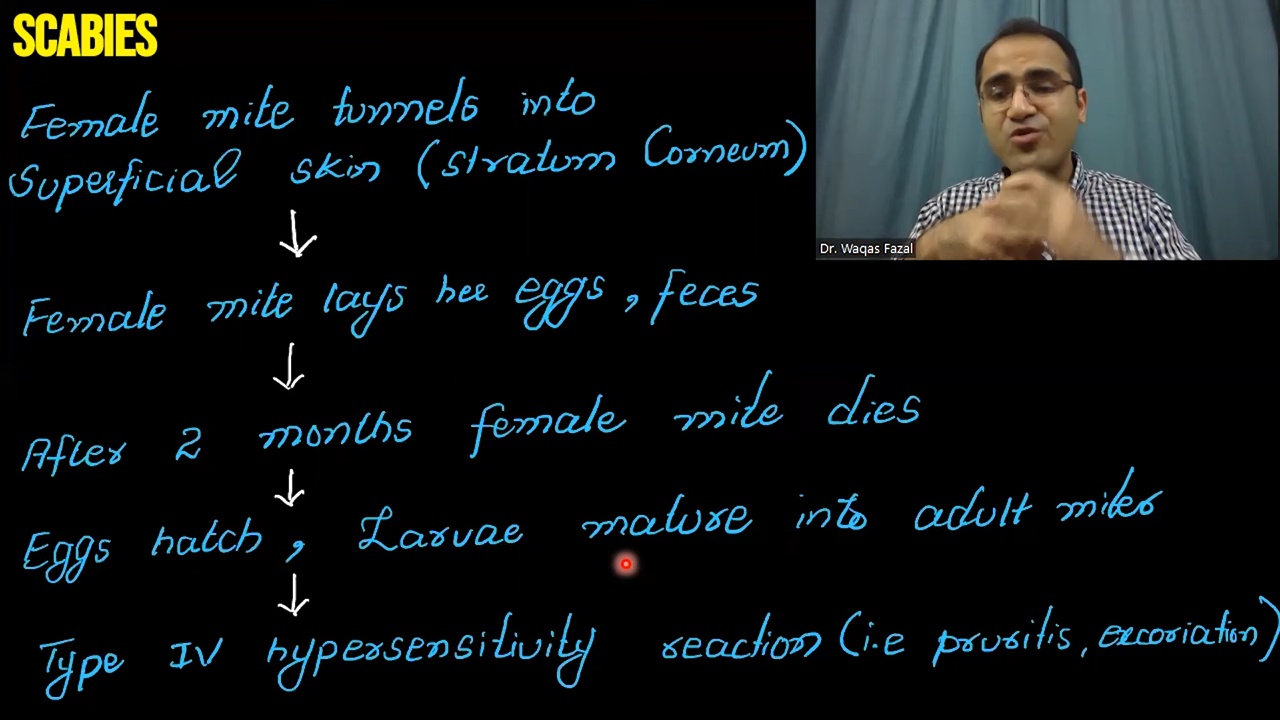 SCABIES
Female mite tunnels into
Superficial skin (stratum Corneum)
Dr. Waqas Fazal
Female mite lays her eggs, feces
After 2 months female mite dies
Eggs hatch, Larvae mature into adult mites
Type IV hypersensitivity reaction (i.e pruritis, excoriation)